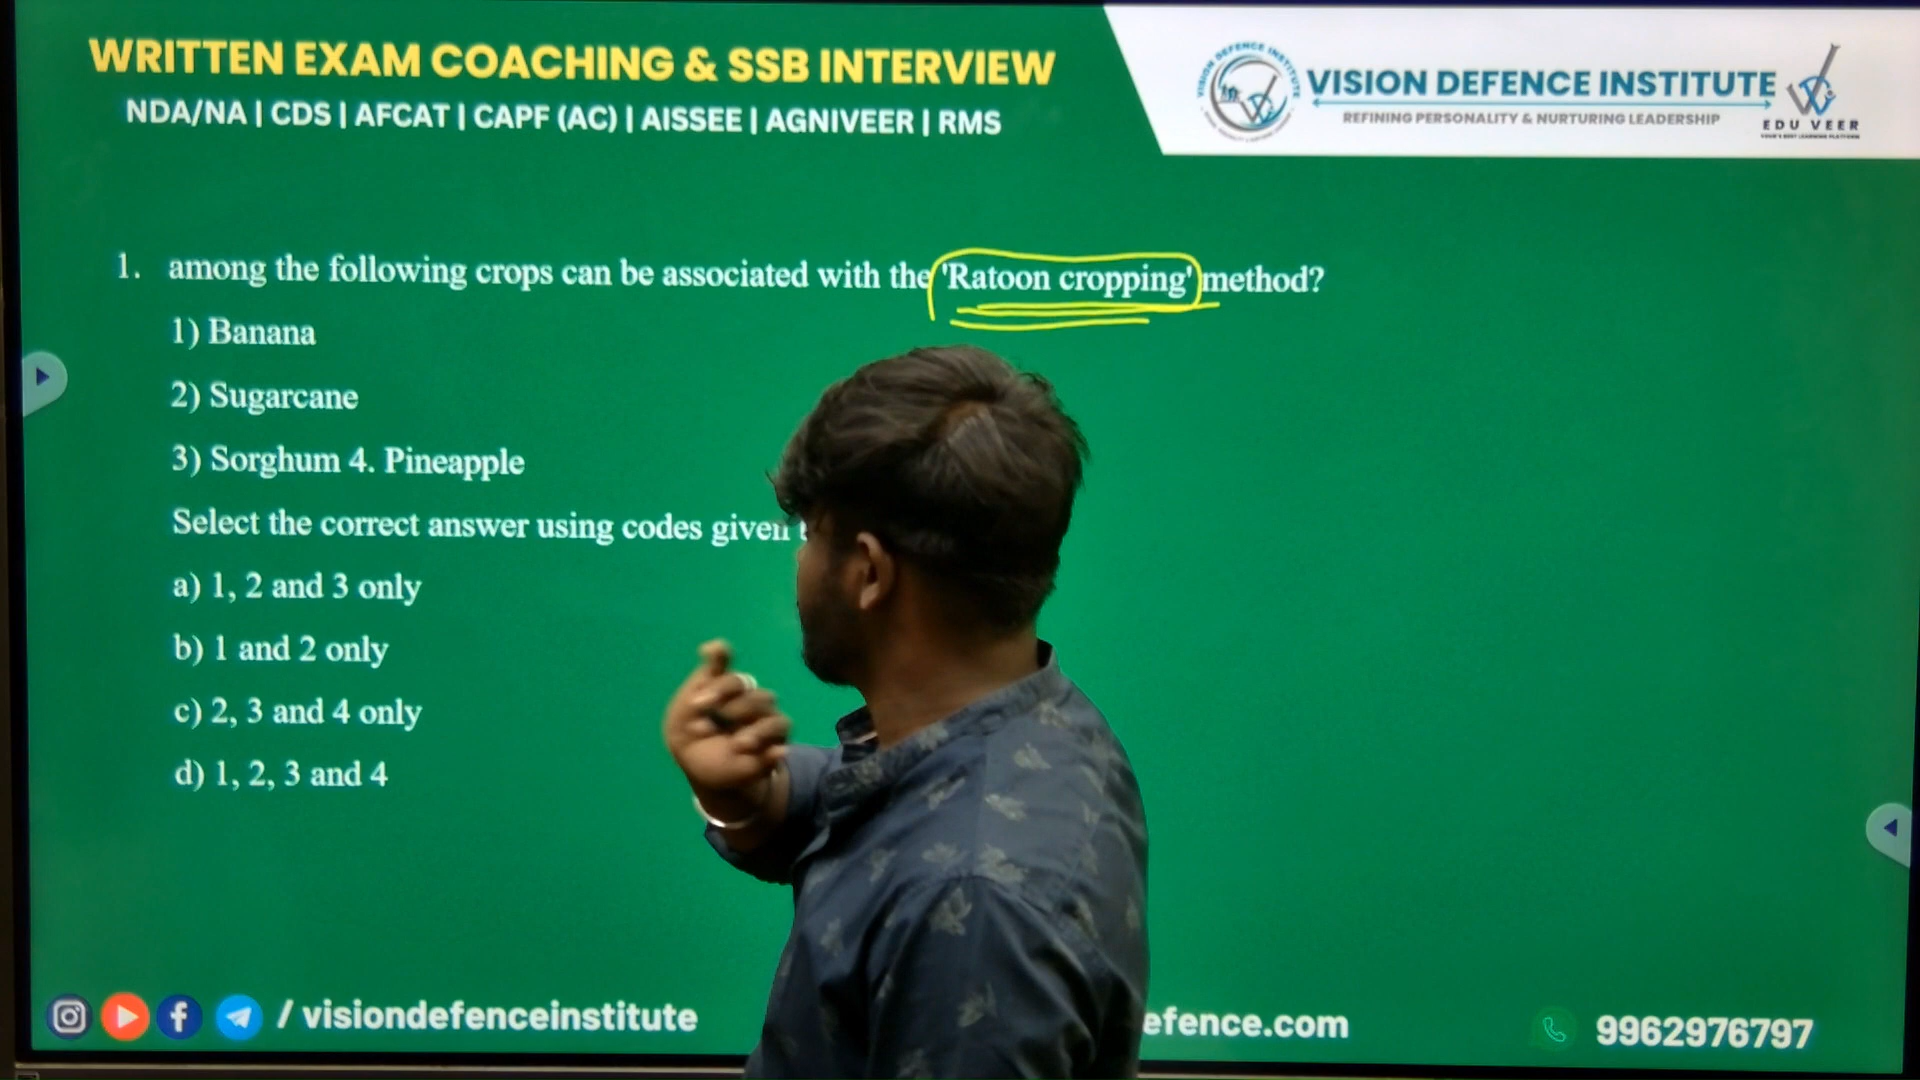 WRITTEN EXAM COACHING & SSB INTERVIEW
NDA/NA | CDS | AFCAT | CAPF (AC) | AISSEE | AGNIVEER | RMS
VISION DEFENCE INSTITUTE
REFINING PERSONALITY & NURTURING LEADERSHIP
EDU VEER
1. among the following crops can be associated with the 'Ratoon cropping' method?
1) Banana
2) Sugarcane
3) Sorghum 4. Pineapple
Select the correct answer using codes given
a) 1, 2 and 3 only
b) 1 and 2 only
c) 2, 3 and 4 only
d) 1, 2, 3 and 4
/ visiondefenceinstitute
efence.com
9962976797